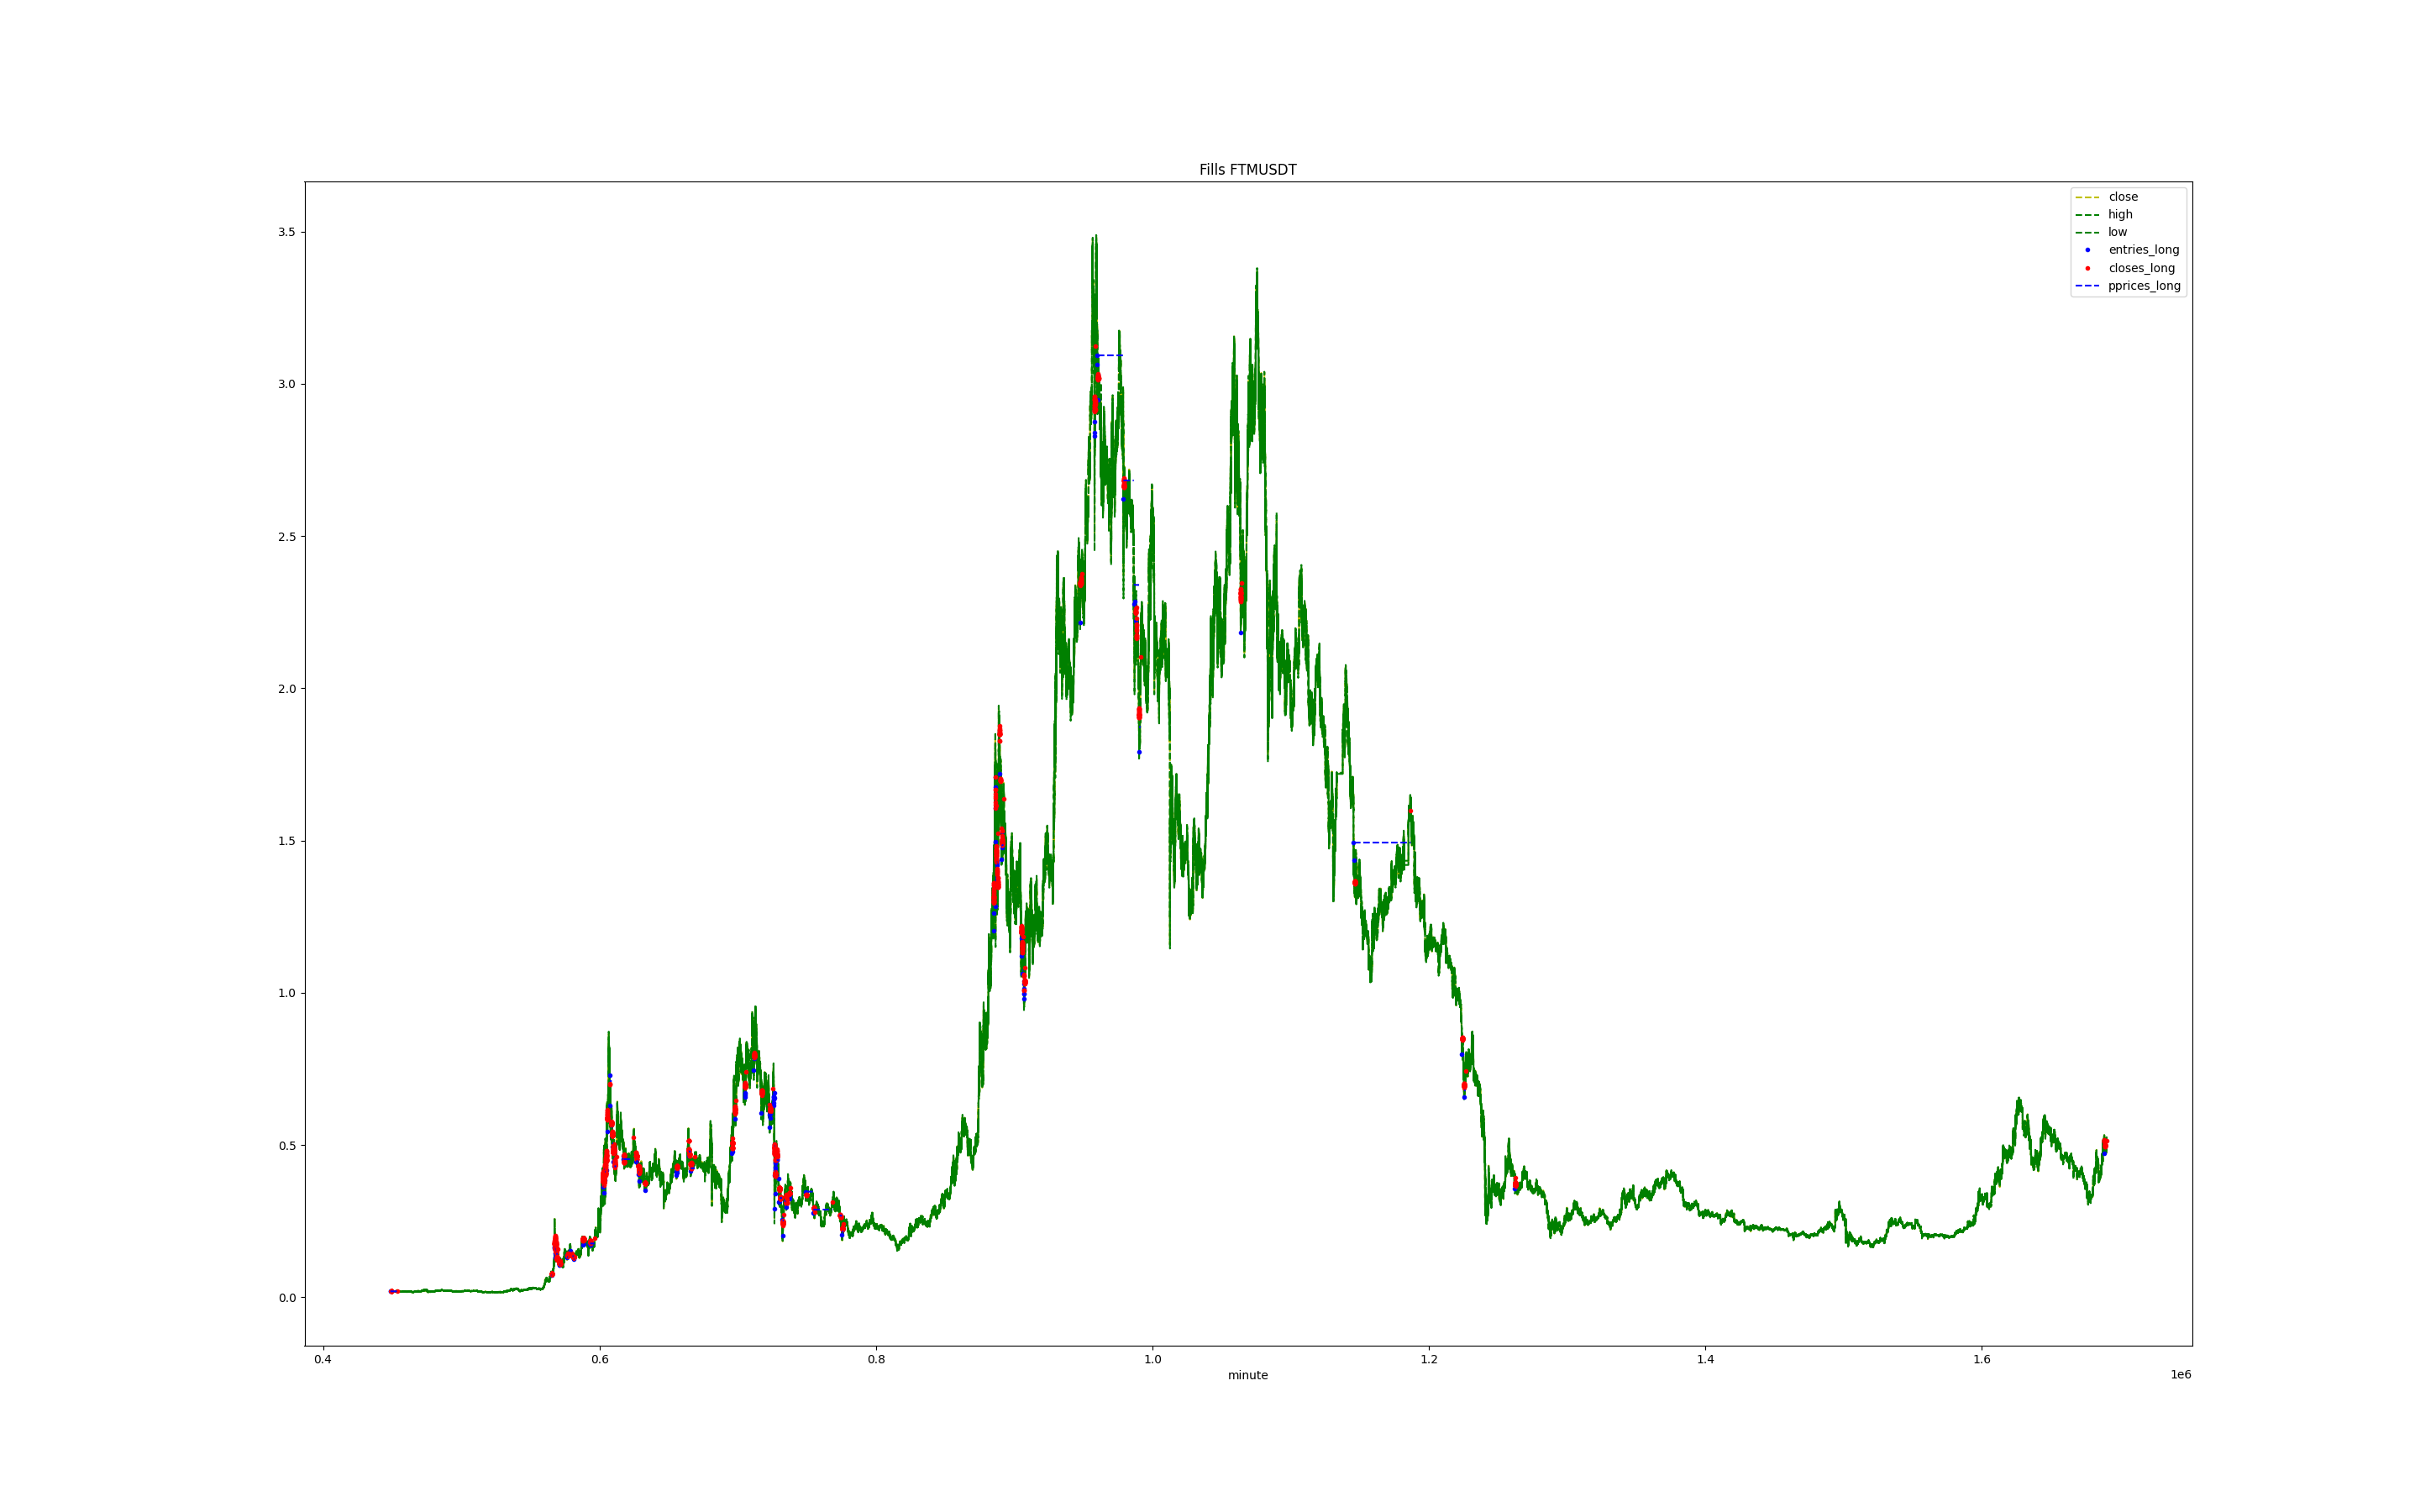 Fills FTMUSDT
close
high
low
entries_long
closes_long
pprices_long
3.5
3.0
2.5
2.0
1.5
1.0
0.5
0.0
0.4 0.6 0.8 1.0 1.2 1.4 1.6
minute
1e6